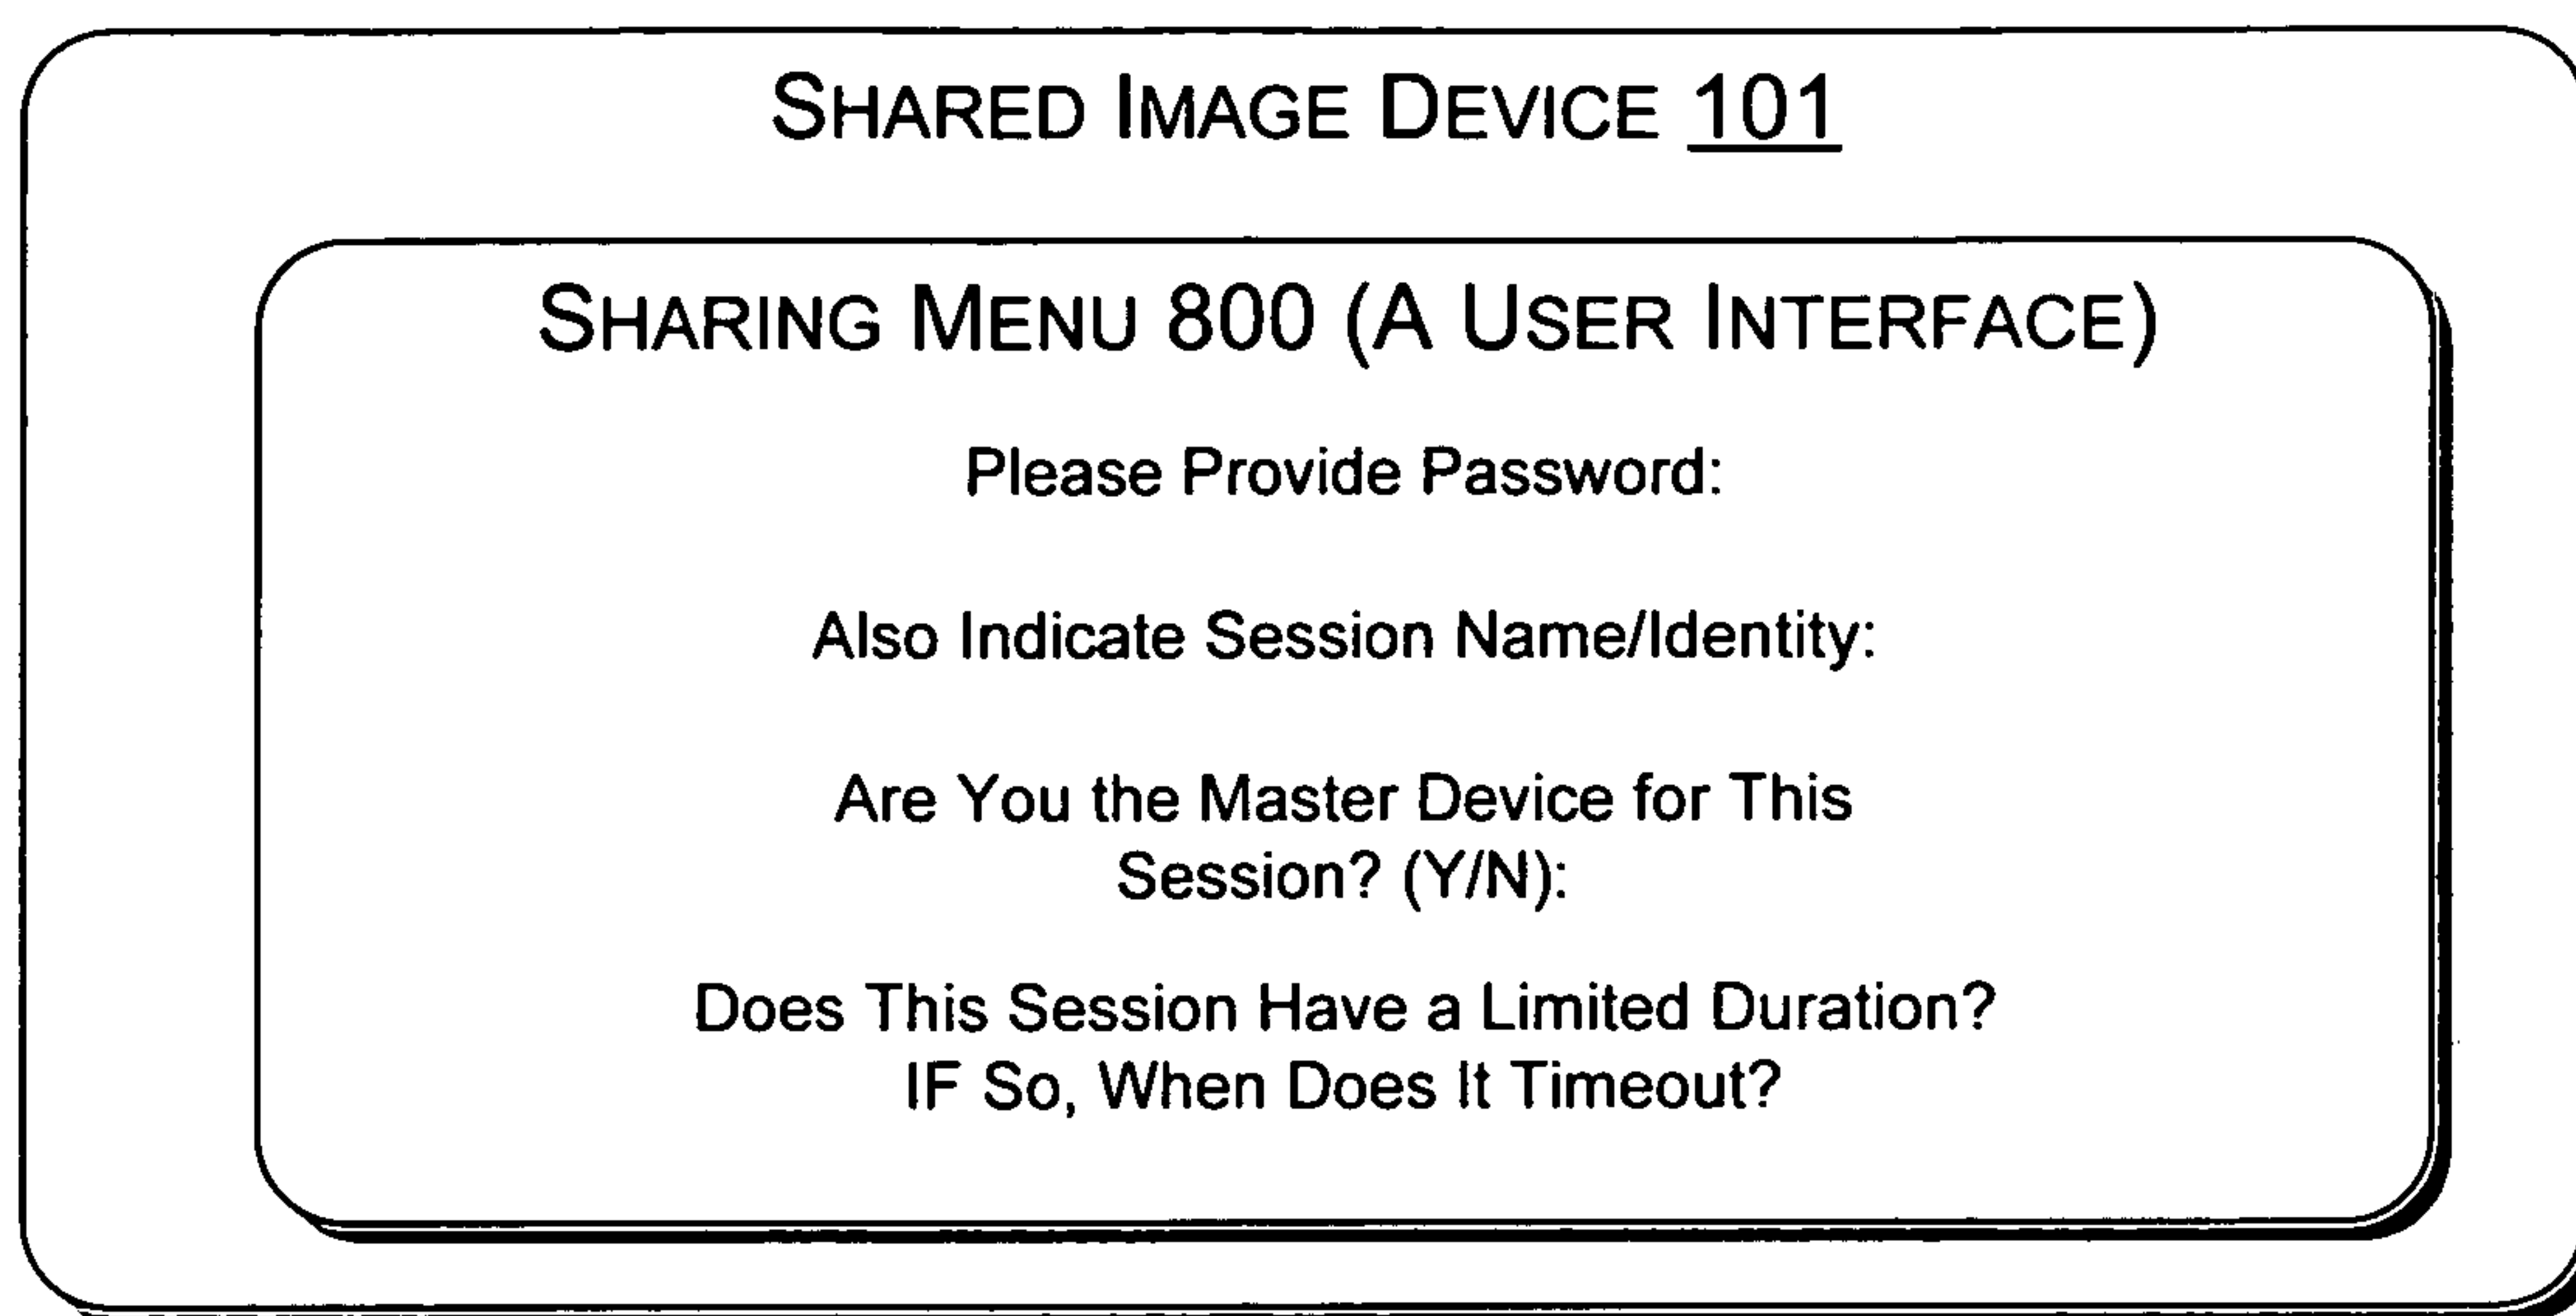 SHARED IMAGE DEVICE 101
SHARING MENU 800 (A USER INTERFACE)
Please Provide Password:
Also Indicate Session Name/Identity:
Are You the Master Device for This
Session? (Y/N):
Does This Session Have a Limited Duration?
IF So, When Does It Timeout?